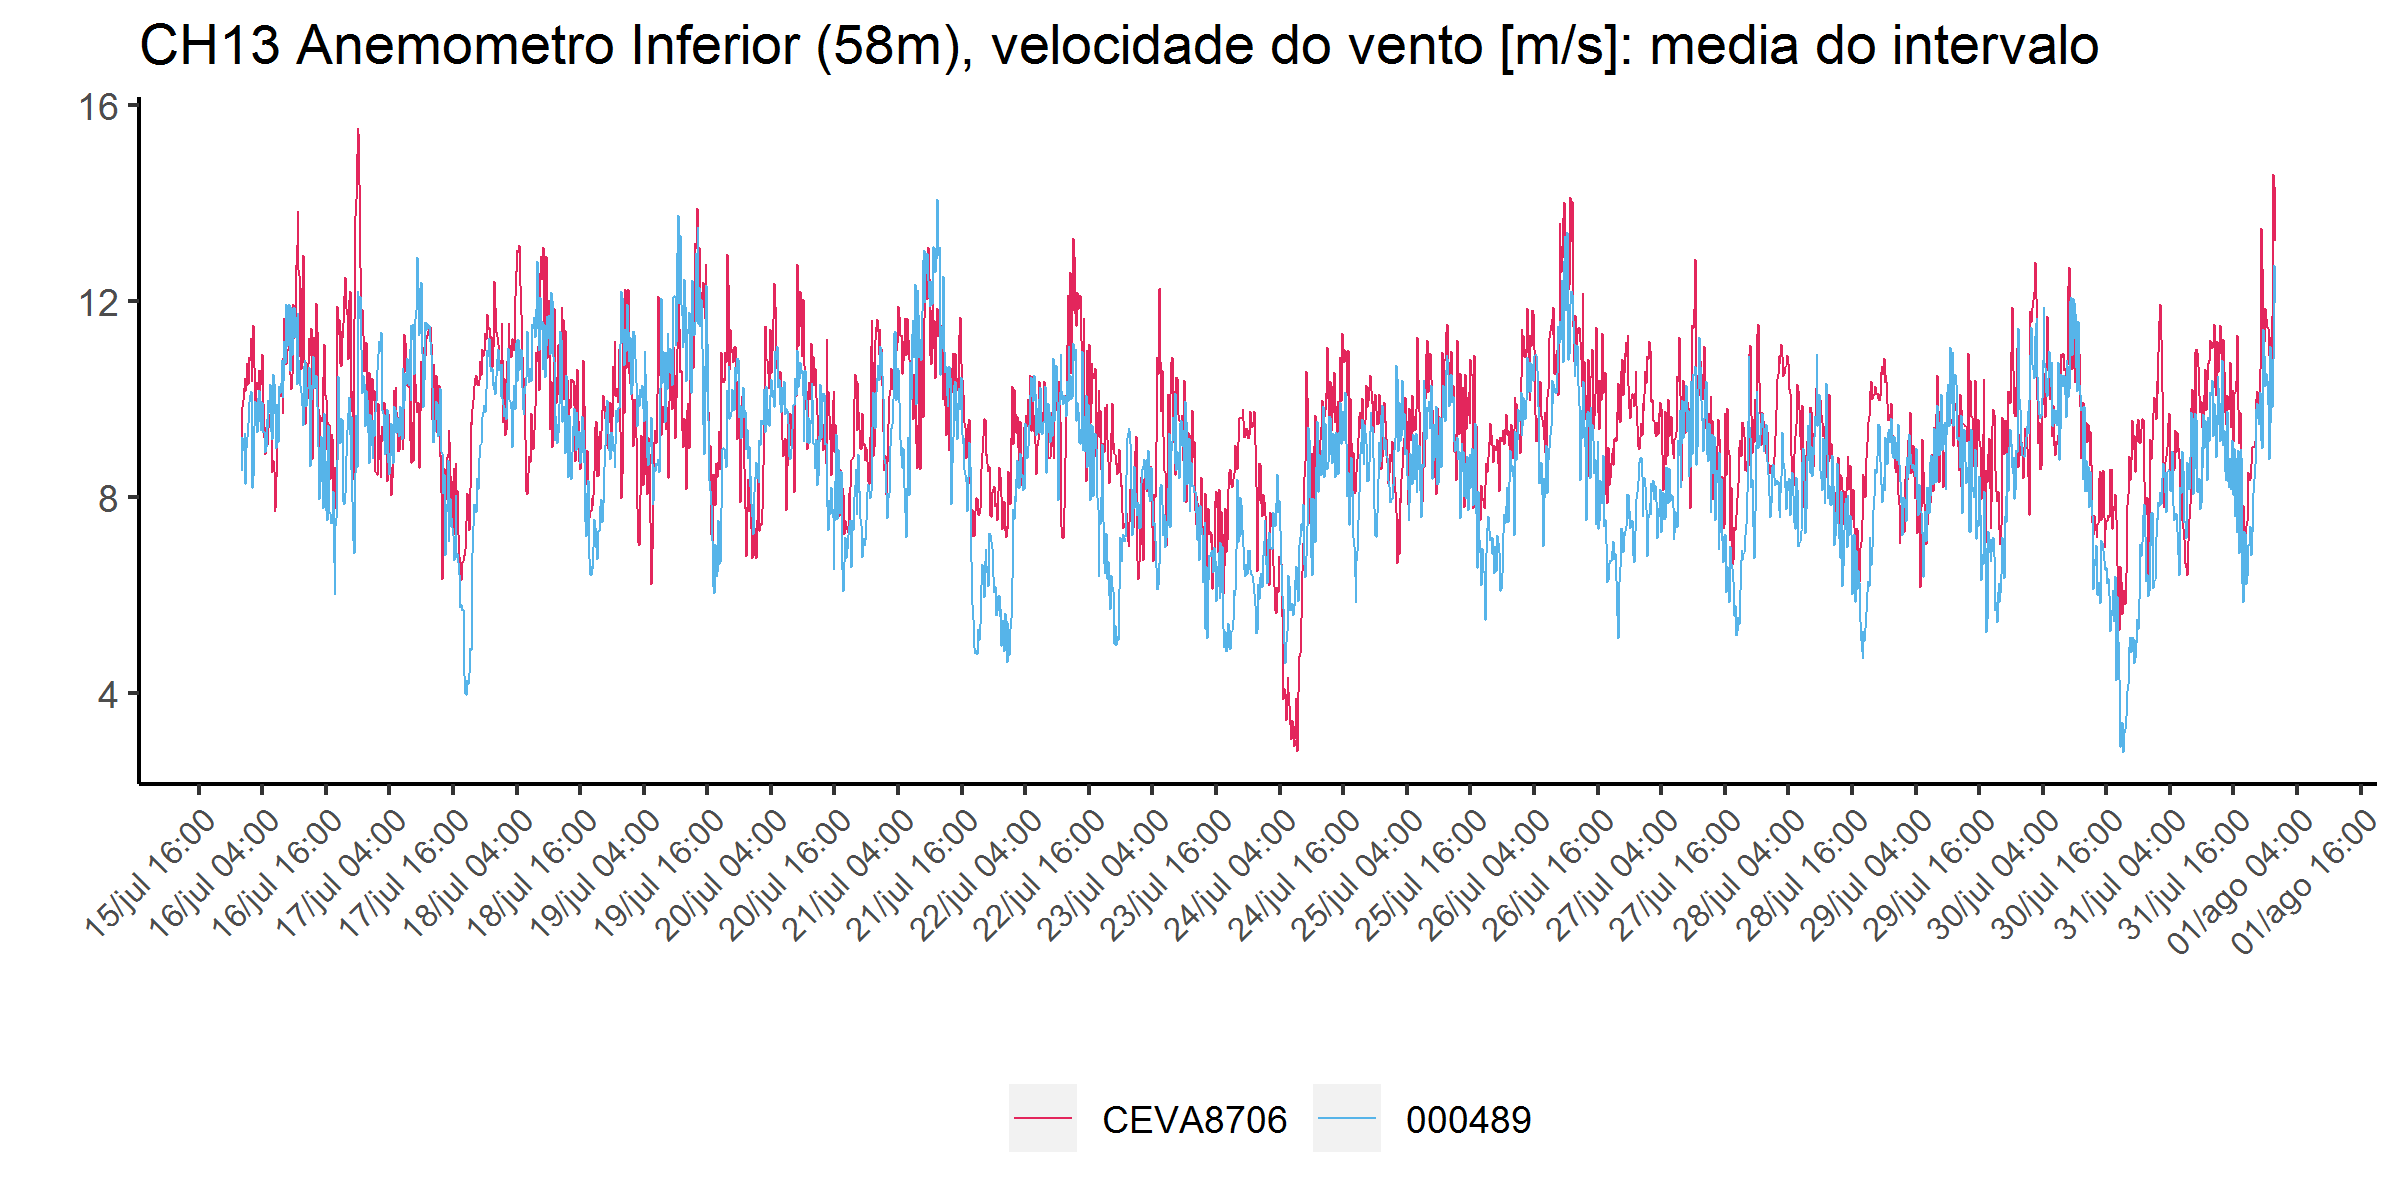 CH13 Anemometro Inferior (58m), velocidade do vento [m/s]: media do intervalo
16
12
8
4
15/jul 16:00
16/jul 04:00
16/jul 16:00
17/jul 04:00
17/jul 16:00
18/jul 04:00
18/jul 16:00
19/jul 04:00
19/jul 16:00
20/jul 04:00
20/jul 16:00
21/jul 04:00
21/jul 16:00
22/jul 04:00
22/jul 16:00
23/jul 04:00
23/jul 16:00
24/jul 04:00
24/jul 16:00
25/jul 04:00
25/jul 16:00
26/jul 04:00
26/jul 16:00
27/jul 04:00
27/jul 16:00
28/jul 04:00
28/jul 16:00
29/jul 04:00
29/jul 16:00
30/jul 04:00
30/jul 16:00
31/jul 04:00
31/jul 16:00
01/ago 04:00
01/ago 16:00
CEVA8706
000489